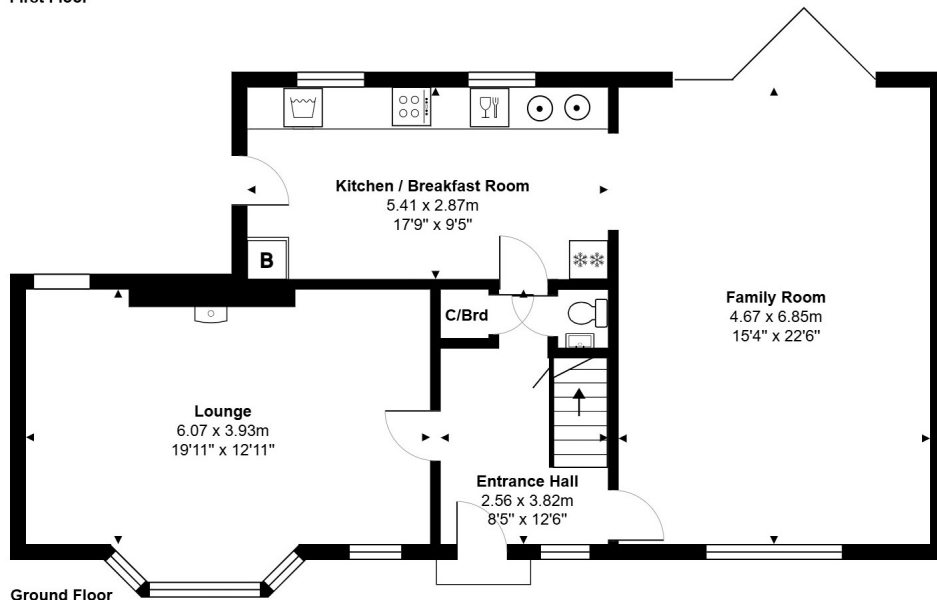 First Floor
Kitchen / Breakfast Room
5.41 x 2.87m
17'9" x 9'5"
B
C/Brd
Family Room
4.67 x 6.85m
15'4" x 22'6"
Lounge
6.07 x 3.93m
19'11" x 12'11"
Entrance Hall
2.56 x 3.82m
8'5" x 12'6"
Ground Floor